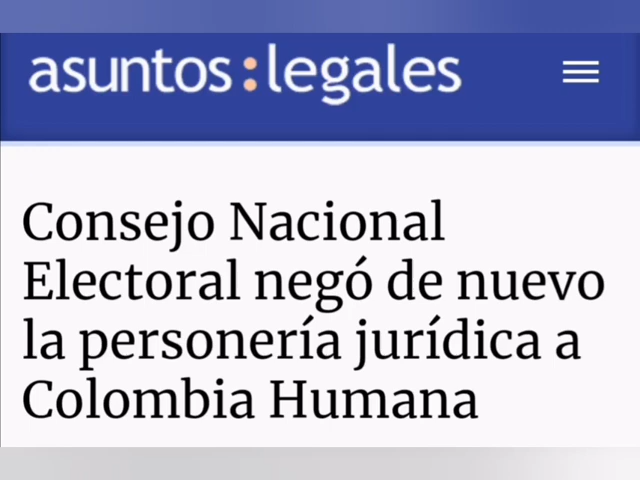 asuntos:legales
Consejo Nacional
Electoral negó de nuevo
la personería jurídica a
Colombia Humana